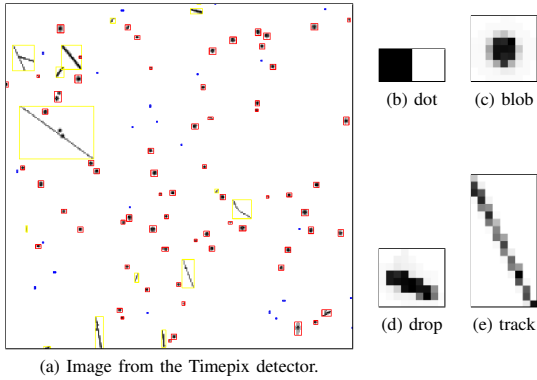 (b) dot
(c) blob
(d) drop
(e) track
(a) Image from the Timepix detector.